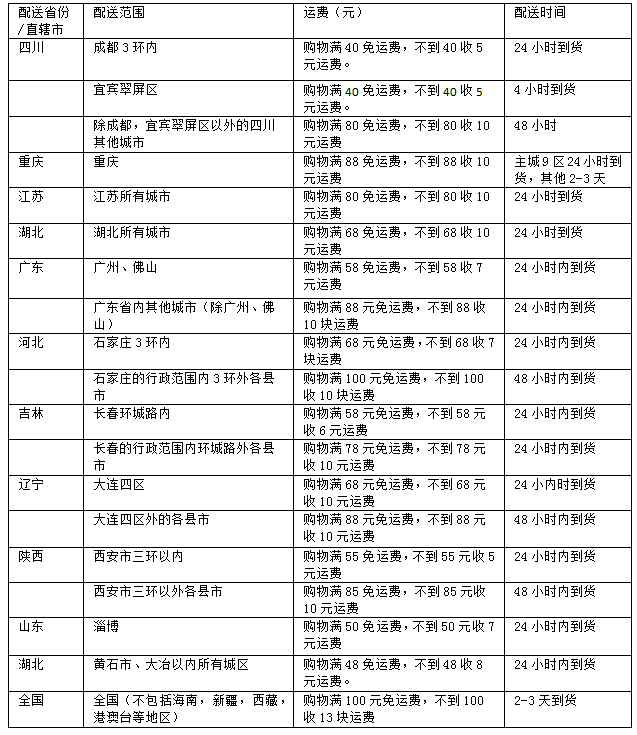 配送省份 配送范围 运费（元） 配送时间
/直辖市
四川 成都 3 环内 购物满 40 免运费，不到 40 收 5 24 小时到货
元运费。
宜宾翠屏区 购物满 40 免运费，不到 40 收 5 4 小时到货
元运费。
除成都，宜宾翠屏区以外的四川 购物满 80 免运费，不到 80 收 10 48 小时
其他城市 元运费
重庆 重庆 购物满 88 免运费，不到 88 收 10 主城 9 区 24 小时到
元运费 货，其他 2-3 天
江苏 江苏所有城市 购物满 80 免运费，不到 80 收 10 24 小时到货
元运费
湖北 湖北所有城市 购物满 68 免运费，不到 68 收 10 24 小时内到货
元运费
广东 广州、佛山 购物满 58 免运费，不到 58 收 7 24 小时内到货
元运费
广东省内其他城市（除广州、佛 购物满 88 元免运费，不到 88 收 24 小时内到货
山） 10 块运费
河北 石家庄 3 环内 购物满 68 元免运费，不到 68 收 7 24 小时内到货
块运费
石家庄的行政范围内 3 环外各县 购物满 100 元免运费，不到 100 48 小时内到货
市 收 10 块运费
吉林 长春环城路内 购物满 58 元免运费，不到 58 元 24 小时内到货
收 6 元运费
长春的行政范围内环城路外各县 购物满 78 元免运费，不到 78 元 24 小时内到货
市 收 10 元运费
辽宁 大连四区 购物满 68 元免运费，不到 68 元 24 小内时到货
收 10 元运费
大连四区外的各县市 购物满 88 元免运费，不到 88 元 48 小时内到货
收 10 元运费
陕西 西安市三环以内 购物满 55 免运费，不到 55 元收 5 24 小时内到货
元运费
西安市三环以外各县市 购物满 85 免运费，不到 85 元收 48 小时内到货
10 元运费
山东 淄博 购物满 50 免运费，不到 50 元收 7 24 小时内到货
元运费
湖北 黄石市、大冶以内所有城区 购物满 48 免运费，不到 48 收 8 24 小时内到货
元运费。
全国 全国（不包括海南，新疆，西藏， 购物满 100 元免运费，不到 100 2-3 天到货
港澳台等地区） 收 13 块运费